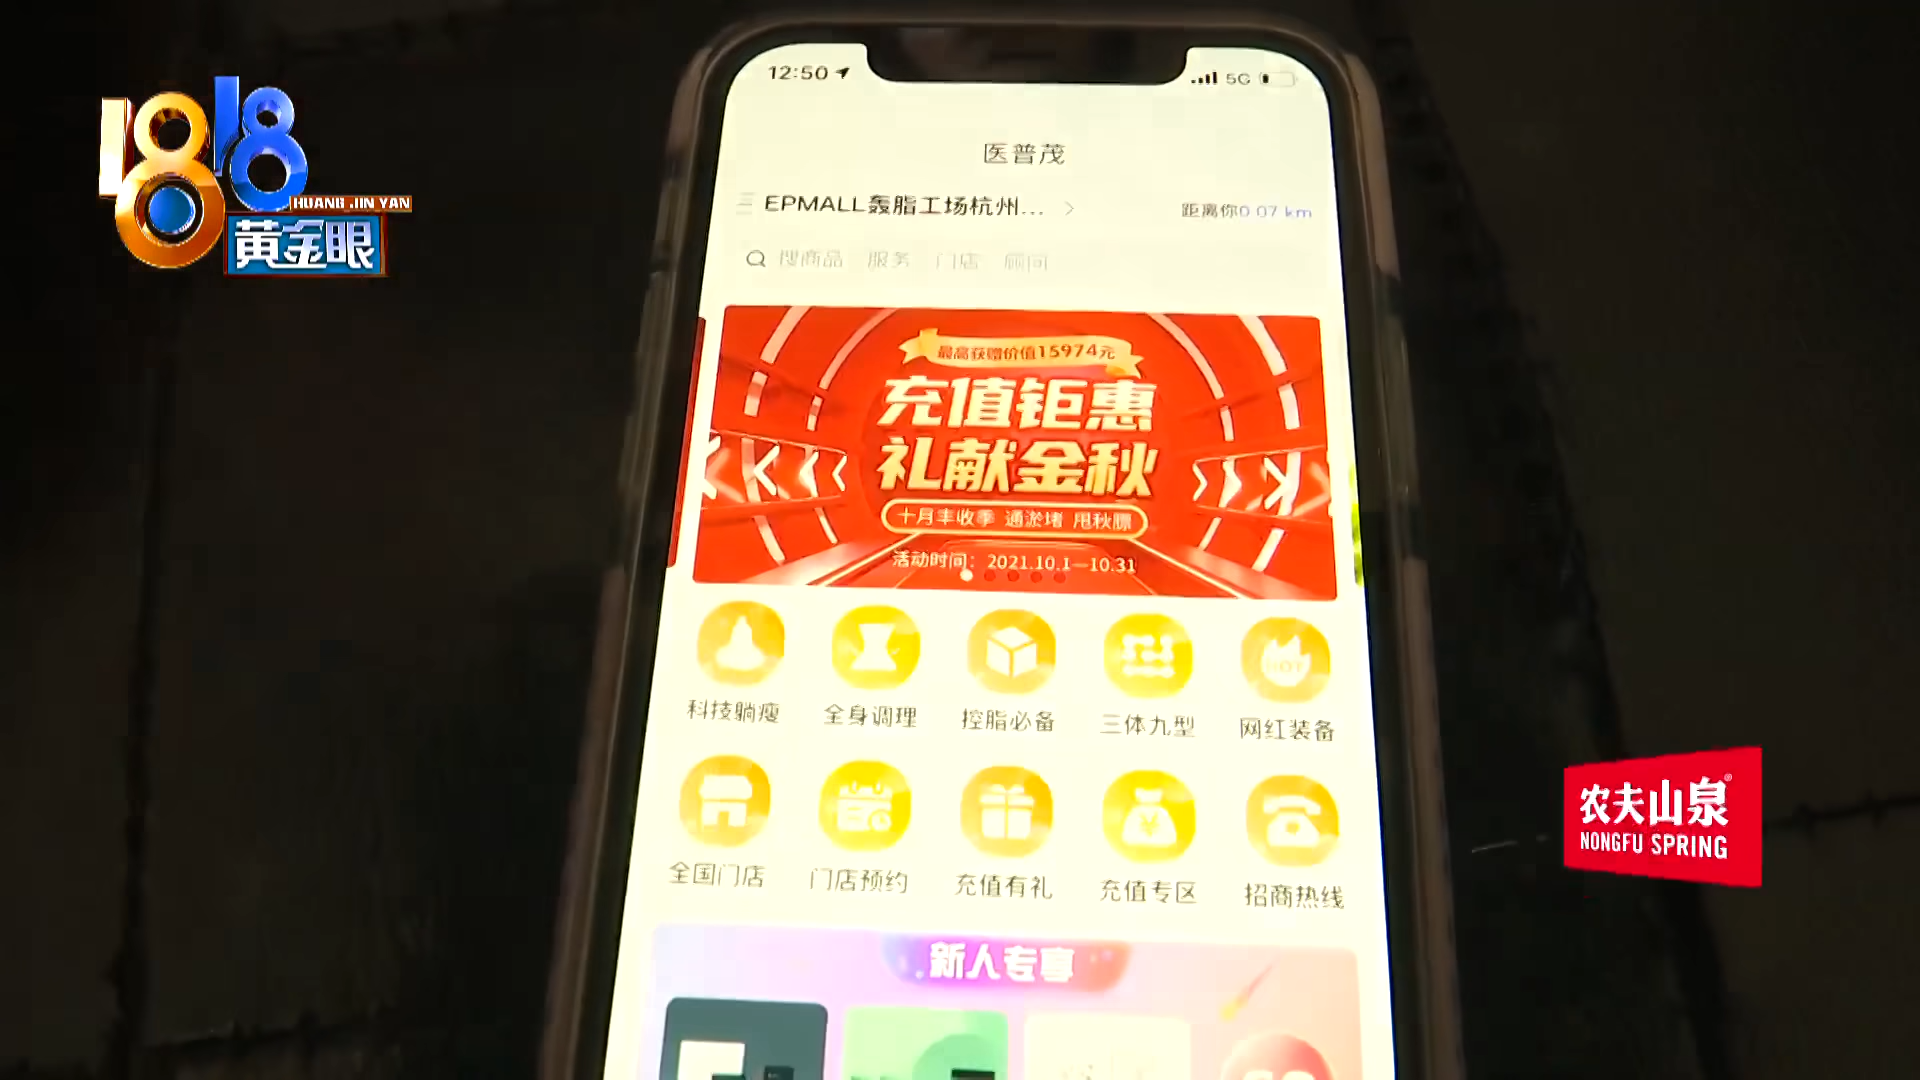 1818
HUANG JIN YAN
黄金眼
12:50
5G
医普茂
EPMALL轰脂工场杭州...
距离你0.07 km
搜商品 服务 门店 顾问
最高获赠价值15974元
充值钜惠
礼献金秋
十月丰收季 通淤堵 甩秋膘
活动时间：2021.10.1—10.31
科技躺瘦 全身调理 控脂必备 三体九型 网红装备
HOT
全国门店 门店预约 充值有礼 充值专区 招商热线
新人专享
农夫山泉®
NONGFU SPRING